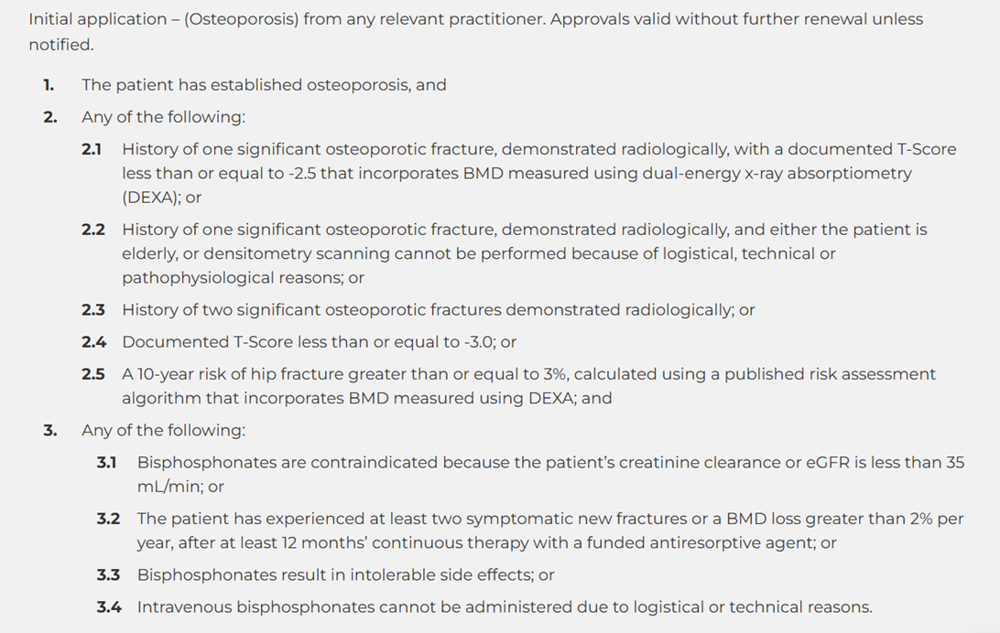 Initial application – (Osteoporosis) from any relevant practitioner. Approvals valid without further renewal unless
notified.
1. The patient has established osteoporosis, and
2. Any of the following:
2.1 History of one significant osteoporotic fracture, demonstrated radiologically, with a documented T-Score
less than or equal to -2.5 that incorporates BMD measured using dual-energy x-ray absorptiometry
(DEXA); or
2.2 History of one significant osteoporotic fracture, demonstrated radiologically, and either the patient is
elderly, or densitometry scanning cannot be performed because of logistical, technical or
pathophysiological reasons; or
2.3 History of two significant osteoporotic fractures demonstrated radiologically; or
2.4 Documented T-Score less than or equal to -3.0; or
2.5 A 10-year risk of hip fracture greater than or equal to 3%, calculated using a published risk assessment
algorithm that incorporates BMD measured using DEXA; and
3. Any of the following:
3.1 Bisphosphonates are contraindicated because the patient’s creatinine clearance or eGFR is less than 35
mL/min; or
3.2 The patient has experienced at least two symptomatic new fractures or a BMD loss greater than 2% per
year, after at least 12 months’ continuous therapy with a funded antiresorptive agent; or
3.3 Bisphosphonates result in intolerable side effects; or
3.4 Intravenous bisphosphonates cannot be administered due to logistical or technical reasons.